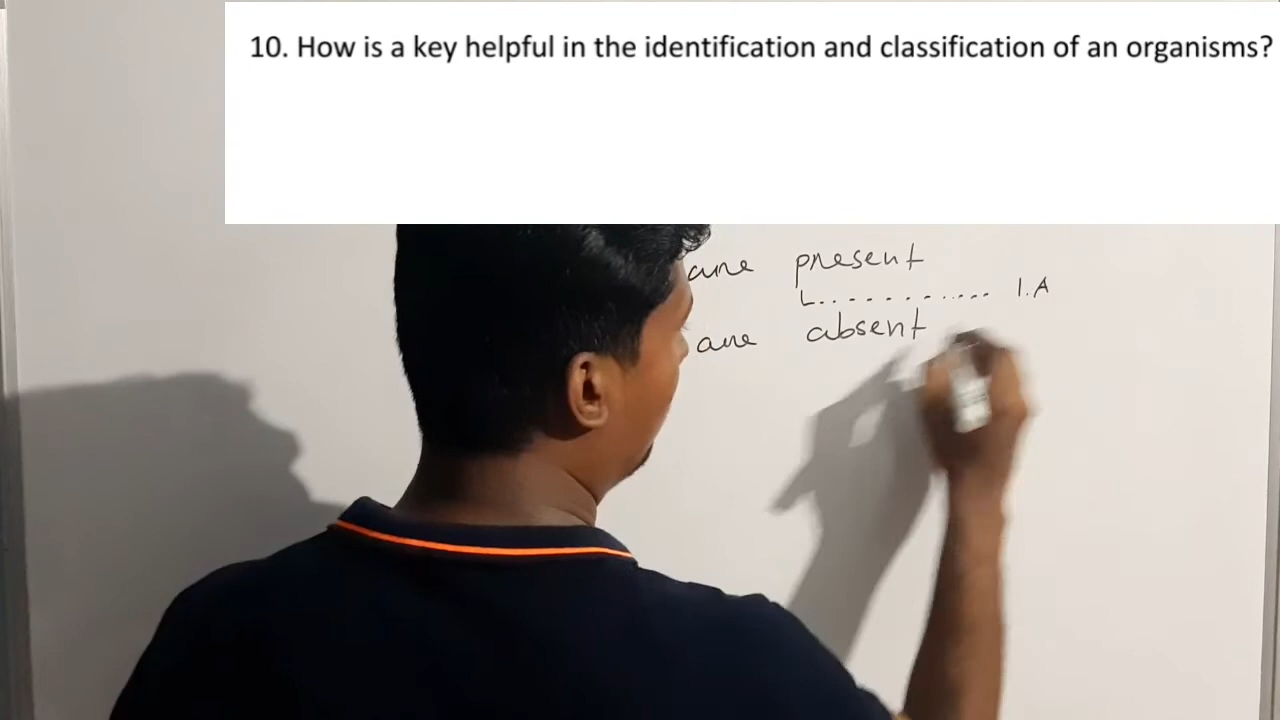 10. How is a key helpful in the identification and classification of an organisms?
are present
L............ 1.A
are absent